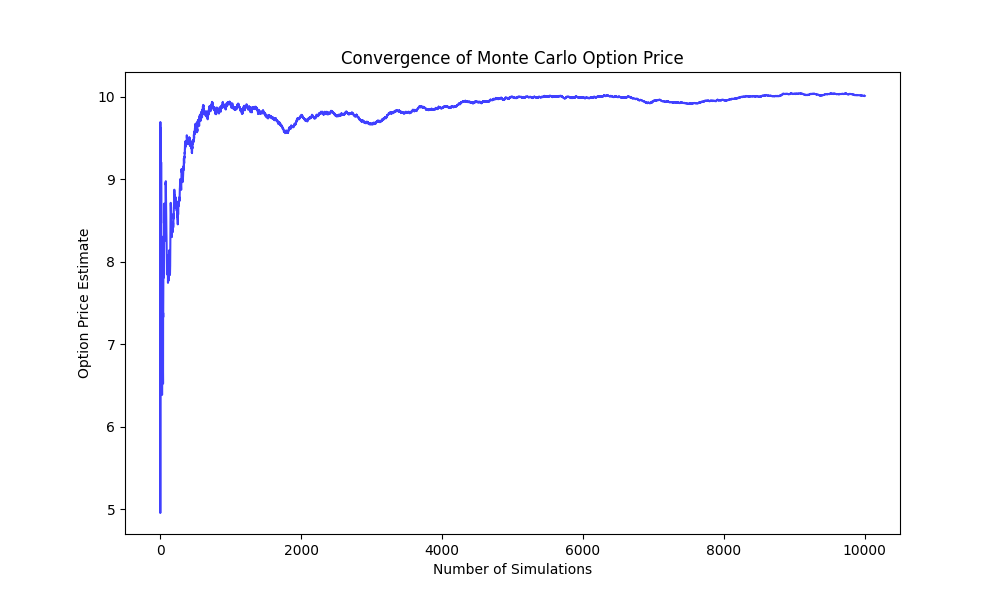 Convergence of Monte Carlo Option Price
10
9
8
7
6
5
Option Price Estimate
0 2000 4000 6000 8000 10000
Number of Simulations